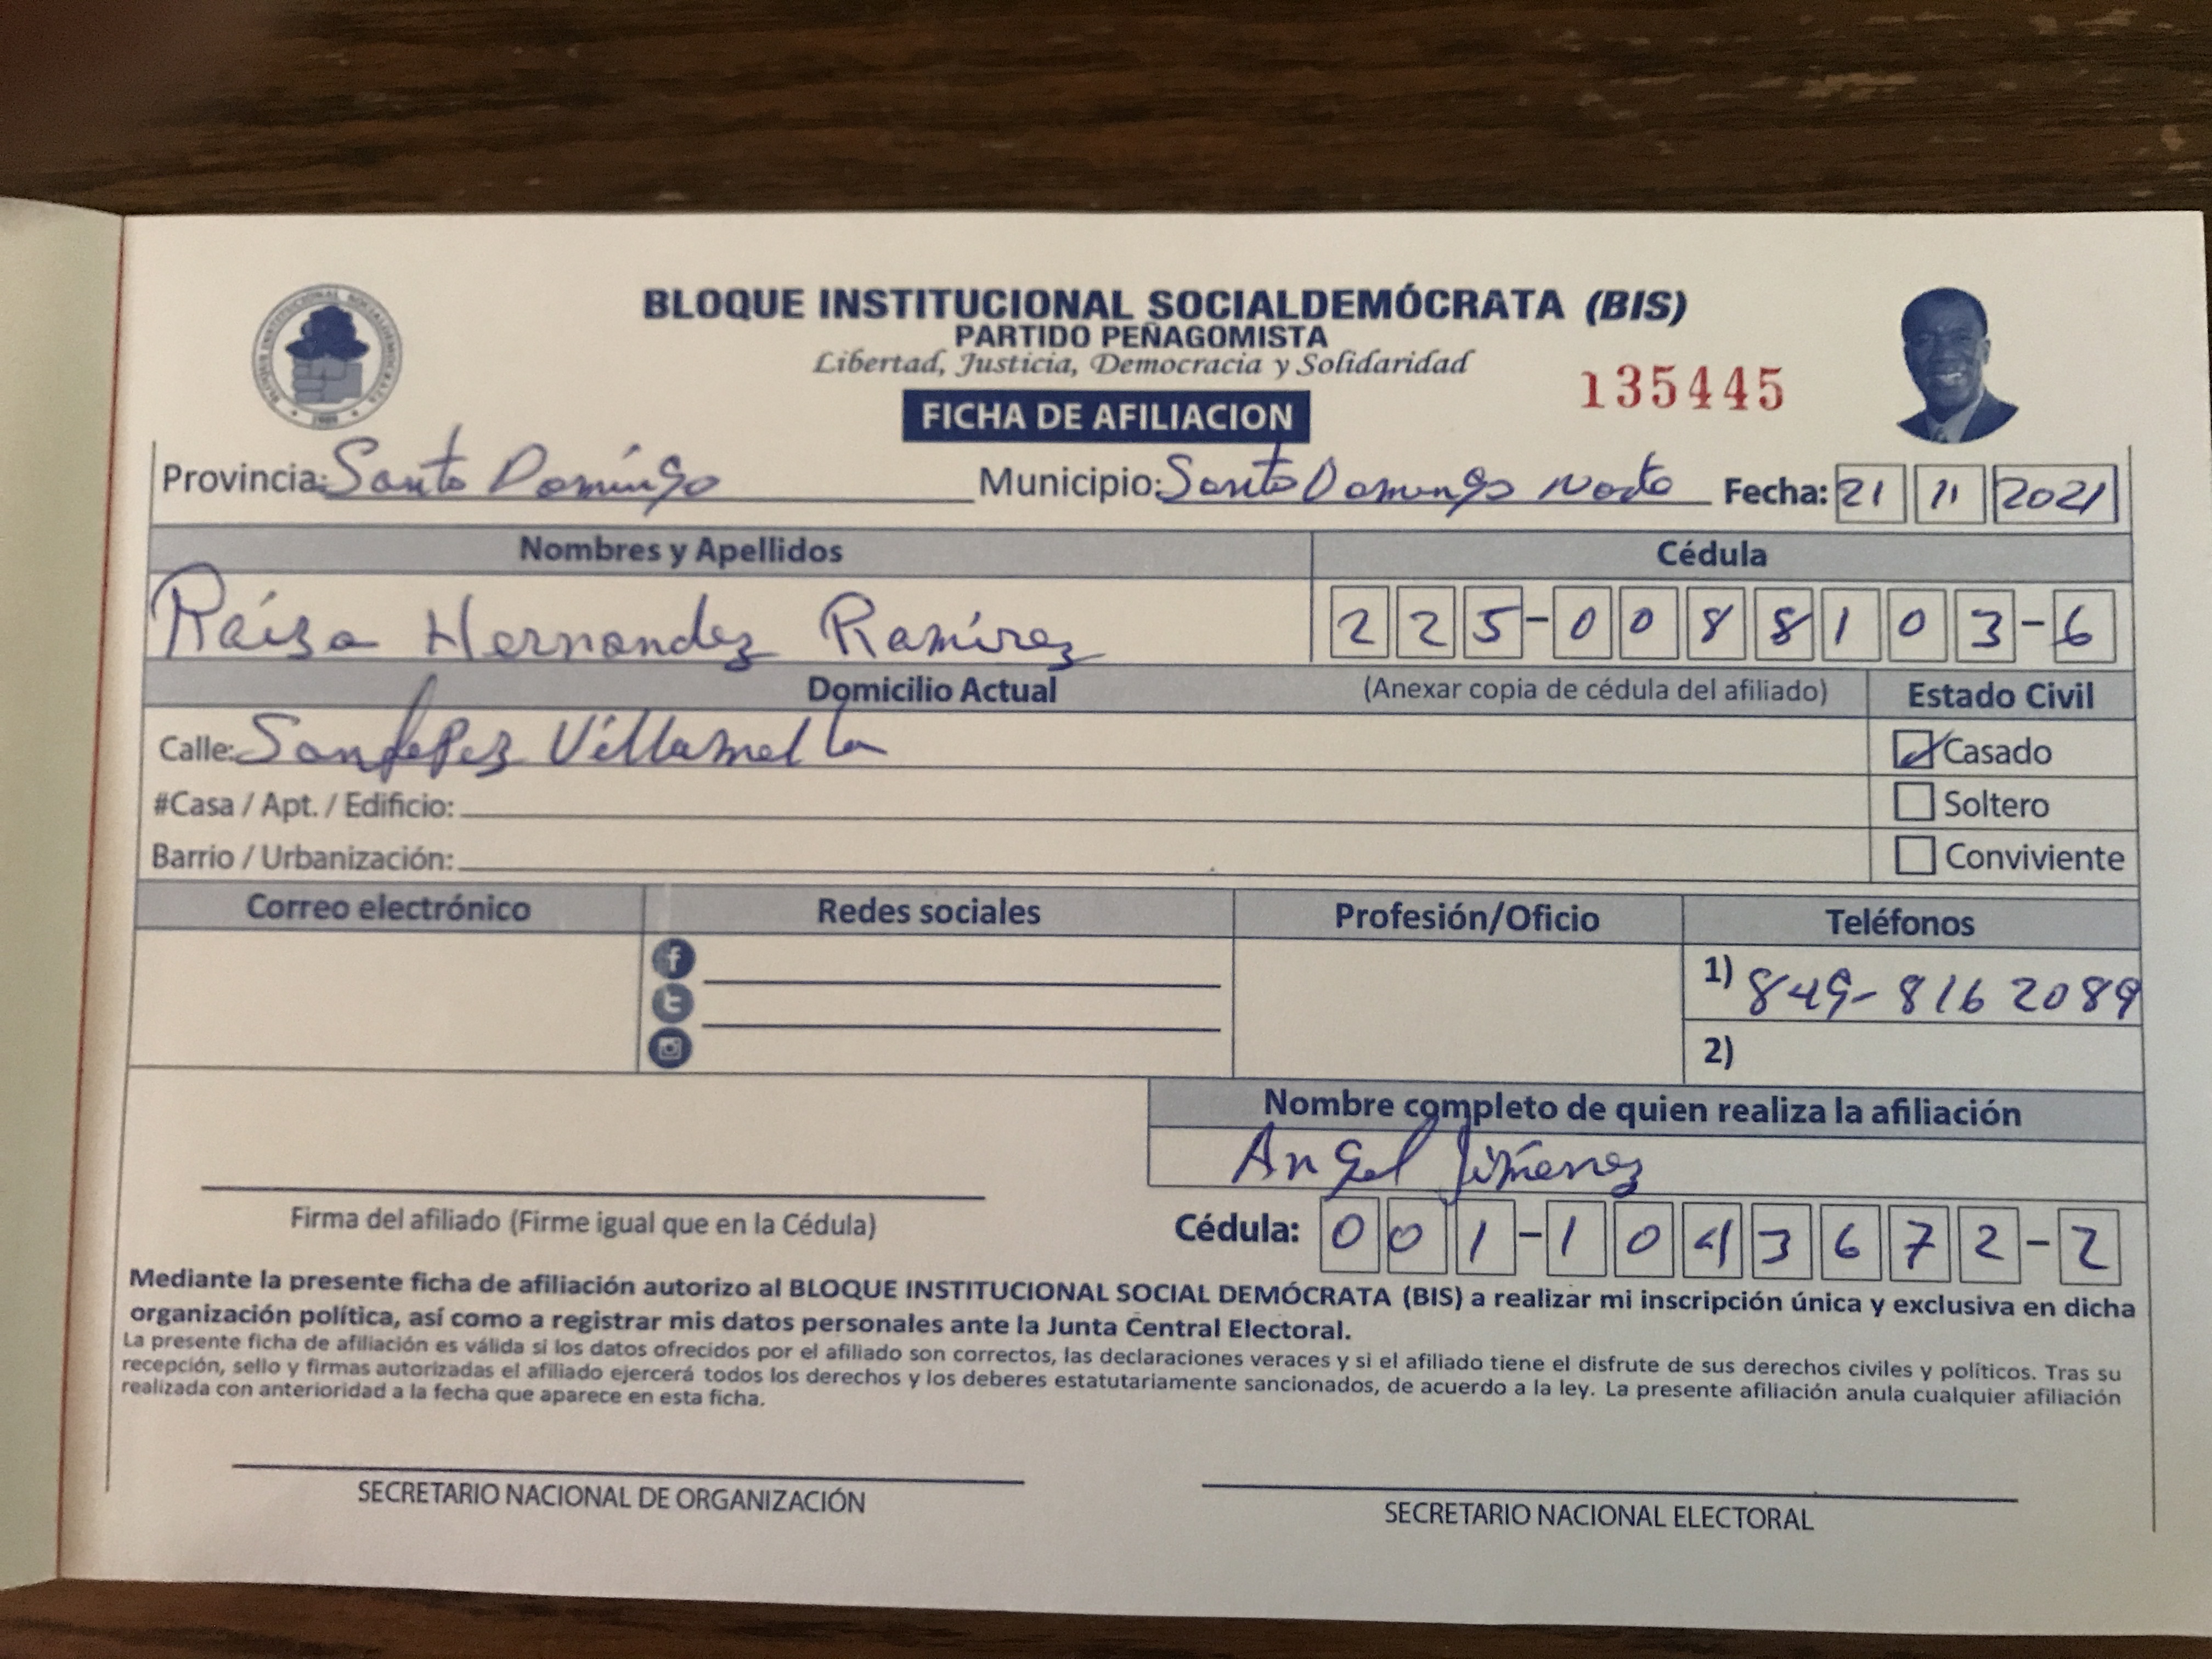 BLOQUE INSTITUCIONAL SOCIALDEMÓCRATA (BIS)
PARTIDO PEÑAGOMISTA
Libertad, Justicia, Democracia y Solidaridad
135445
FICHA DE AFILIACION
Provincia: Santo Domingo Municipio: Santo Domingo Norte Fecha: 21 11 2021
Nombres y Apellidos Cédula
Raísa Hernandez Ramírez 225-0088103-6
Domicilio Actual (Anexar copia de cédula del afiliado) Estado Civil
Calle: Villa mella Casado
#Casa / Apt. / Edificio: Soltero
Barrio / Urbanización: Conviviente
Correo electrónico Redes sociales Profesión/Oficio Teléfonos
1) 849-816 2089
2)
Nombre completo de quien realiza la afiliación
Angel Jiménez
Firma del afiliado (Firme igual que en la Cédula) Cédula: 001-1043672-2
Mediante la presente ficha de afiliación autorizo al BLOQUE INSTITUCIONAL SOCIAL DEMÓCRATA (BIS) a realizar mi inscripción única y exclusiva en dicha
organización política, así como a registrar mis datos personales ante la Junta Central Electoral.
La presente ficha de afiliación es válida si los datos ofrecidos por el afiliado son correctos, las declaraciones veraces y si el afiliado tiene el disfrute de sus derechos civiles y políticos. Tras su
recepción, sello y firmas autorizadas el afiliado ejercerá todos los derechos y los deberes estatutariamente sancionados, de acuerdo a la ley. La presente afiliación anula cualquier afiliación
realizada con anterioridad a la fecha que aparece en esta ficha.
SECRETARIO NACIONAL DE ORGANIZACIÓN SECRETARIO NACIONAL ELECTORAL